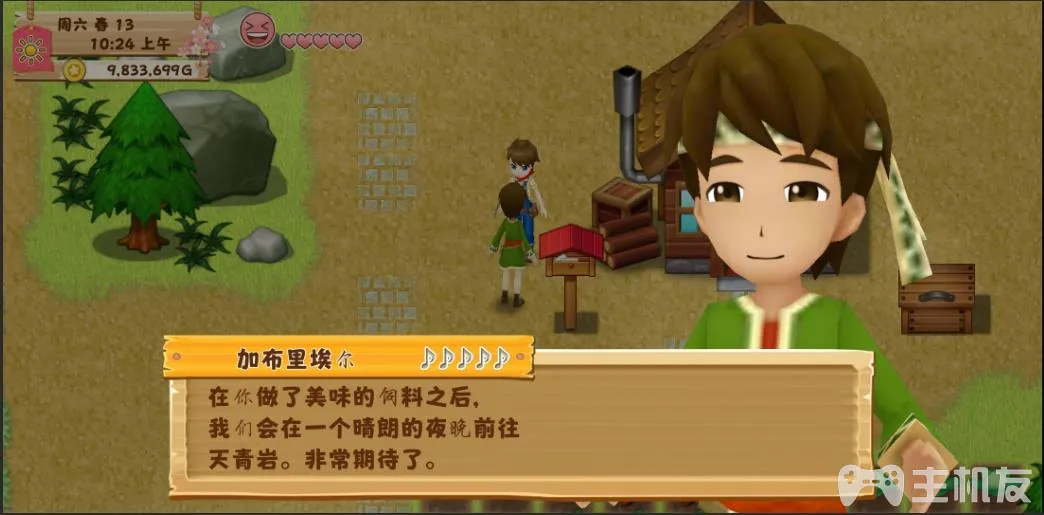 周六 春 13
10:24 上午
9,833,699G
加布里埃尔
在你做了美味的饲料之后，
我们会在一个晴朗的夜晚前往
天青岩。非常期待了。
主机友